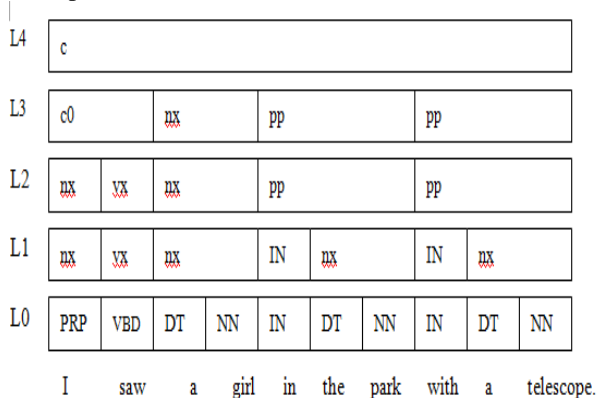 L4 c
L3 c0 nx pp pp
L2 nx vx nx pp pp
L1 nx vx nx IN nx IN nx
L0 PRP VBD DT NN IN DT NN IN DT NN
I saw a girl in the park with a telescope.